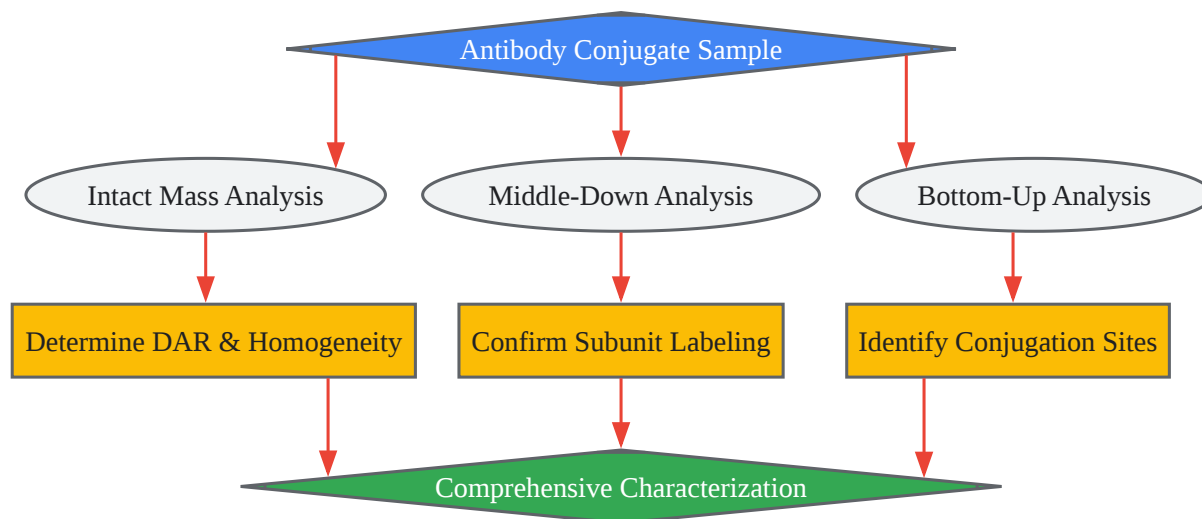 Antibody Conjugate Sample
Intact Mass Analysis
Middle-Down Analysis
Bottom-Up Analysis
Determine DAR & Homogeneity
Confirm Subunit Labeling
Identify Conjugation Sites
Comprehensive Characterization